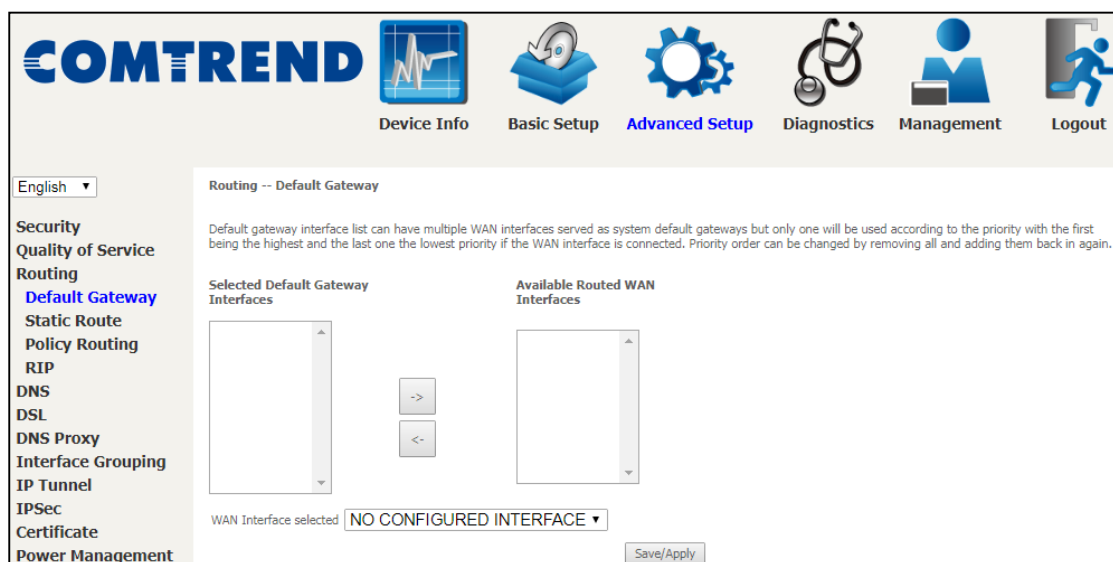 COMTREND
Device Info
Basic Setup
Advanced Setup
Diagnostics
Management
Logout
English
Security
Quality of Service
Routing
Default Gateway
Static Route
Policy Routing
RIP
DNS
DSL
DNS Proxy
Interface Grouping
IP Tunnel
IPSec
Certificate
Power Management
Routing -- Default Gateway
Default gateway interface list can have multiple WAN interfaces served as system default gateways but only one will be used according to the priority with the first
being the highest and the last one the lowest priority if the WAN interface is connected. Priority order can be changed by removing all and adding them back in again.
Selected Default Gateway
Interfaces
Available Routed WAN
Interfaces
->
<-
WAN Interface selected NO CONFIGURED INTERFACE
Save/Apply